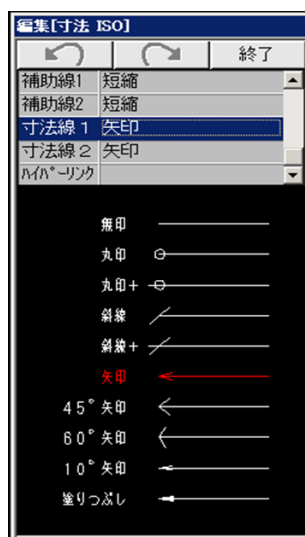 編集[寸法 ISO]
終了
補助線1 短縮
補助線2 短縮
寸法線１ 矢印
寸法線２ 矢印
ﾊｲﾊﾟｰﾘﾝｸ
無印
丸印
丸印+
斜線
斜線+
矢印
45°矢印
60°矢印
10°矢印
塗りつぶし